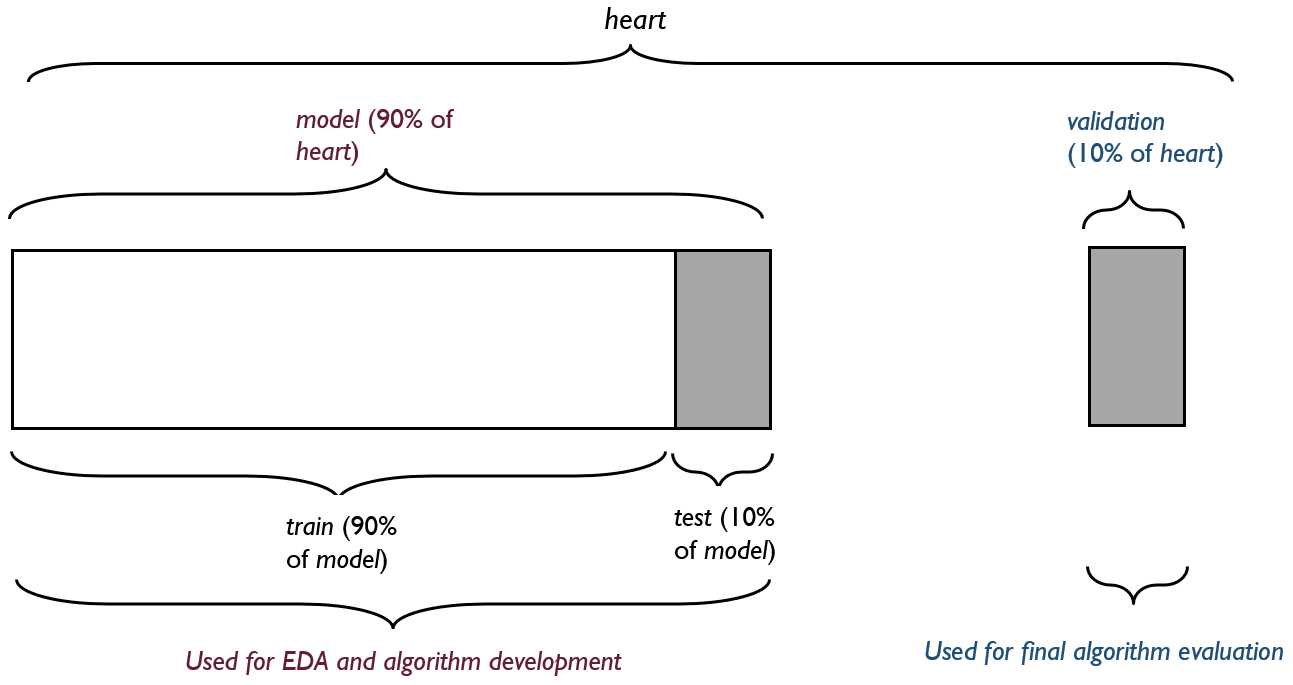 heart
model (90% of
heart)
validation
(10% of heart)
train (90%
of model)
test (10%
of model)
Used for EDA and algorithm development
Used for final algorithm evaluation